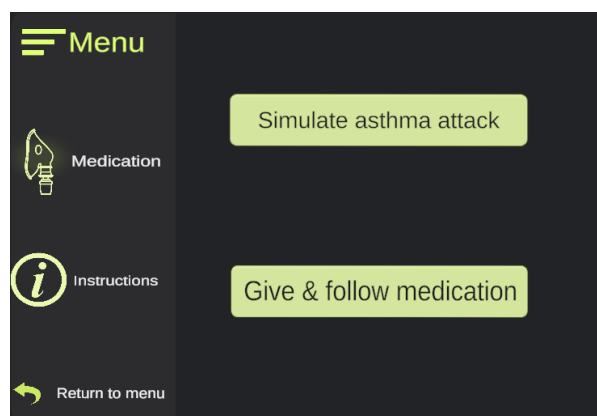 Menu
Medication
Instructions
Return to menu
Simulate asthma attack
Give & follow medication